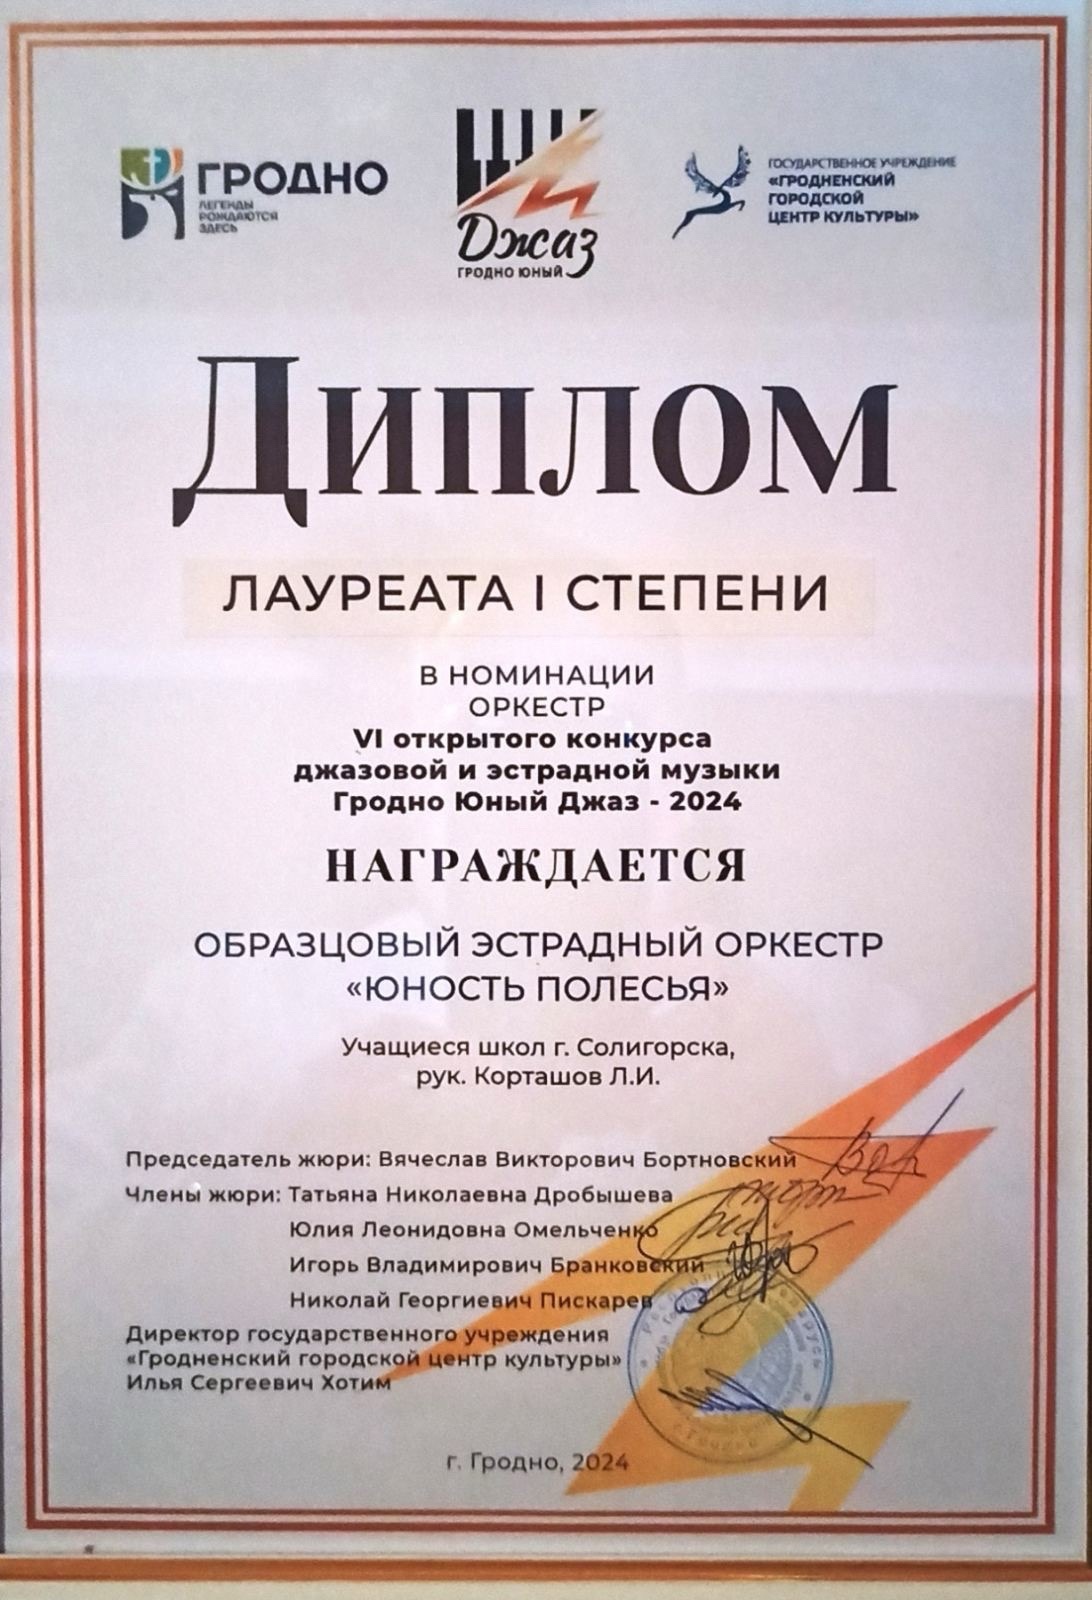 ГРОДНО
ЛЕГЕНДЫ
РОЖДАЮТСЯ
ЗДЕСЬ
Джаз
ГРОДНО ЮНЫЙ
ГОСУДАРСТВЕННОЕ УЧРЕЖДЕНИЕ
«ГРОДНЕНСКИЙ
ГОРОДСКОЙ
ЦЕНТР КУЛЬТУРЫ»
ДИПЛОМ
ЛАУРЕАТА I СТЕПЕНИ
В НОМИНАЦИИ
ОРКЕСТР
VI открытого конкурса
джазовой и эстрадной музыки
Гродно Юный Джаз - 2024
НАГРАЖДАЕТСЯ
ОБРАЗЦОВЫЙ ЭСТРАДНЫЙ ОРКЕСТР
«ЮНОСТЬ ПОЛЕСЬЯ»
Учащиеся школ г. Солигорска,
рук. Корташов Л.И.
Председатель жюри: Вячеслав Викторович Бортновский
Члены жюри: Татьяна Николаевна Дробышева
Юлия Леонидовна Омельченко
Игорь Владимирович Бранковский
Николай Георгиевич Пискарев
Директор государственного учреждения
«Гродненский городской центр культуры»
Илья Сергеевич Хотим
г. Гродно, 2024